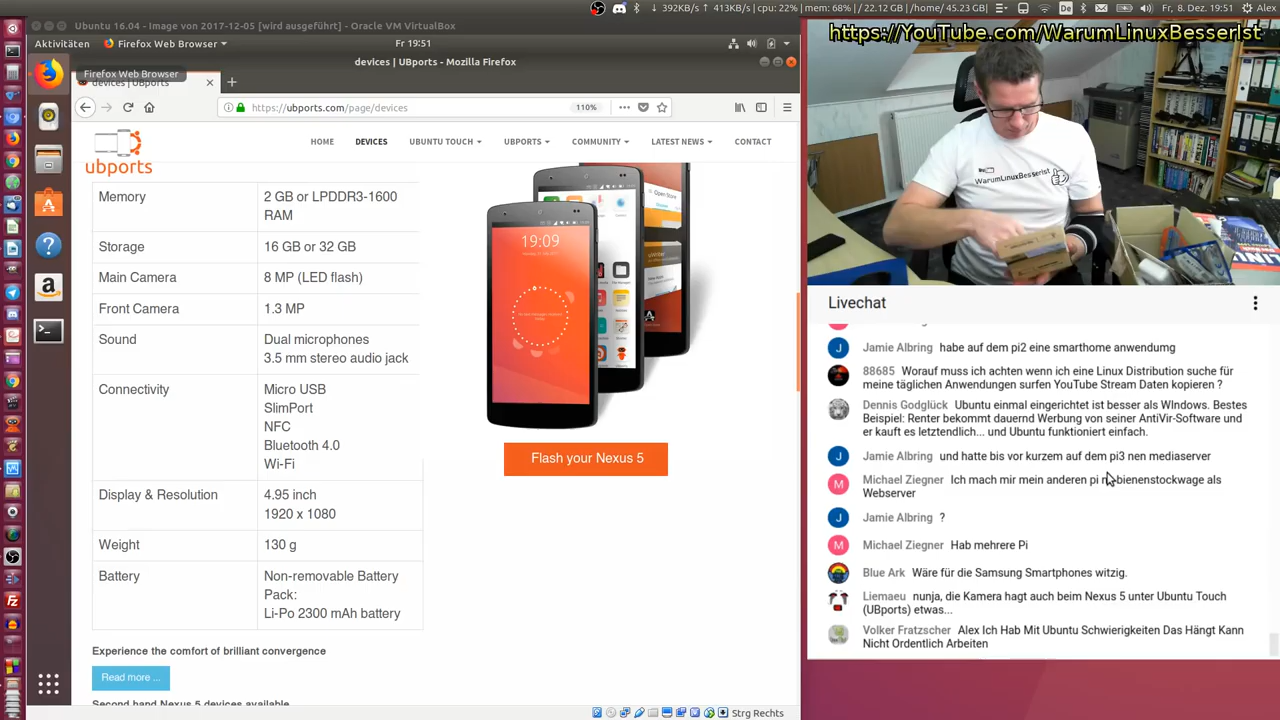 392KB/s
413KB/s
cpu: 22%
mem: 68% / 22.12 GB
/home/ 45.23 GB
De
Fr, 8. Dez. 19:51
Alex
Ubuntu 16.04 - Image von 2017-12-05 [wird ausgeführt] - Oracle VM VirtualBox
Aktivitäten
Firefox Web Browser
Fr 19:51
devices | UBports - Mozilla Firefox
Firefox Web Browser
devices | UBports
https://ubports.com/page/devices
110%
ubports
HOME
DEVICES
UBUNTU TOUCH
UBPORTS
COMMUNITY
LATEST NEWS
CONTACT
Memory
2 GB or LPDDR3-1600
RAM
Storage
16 GB or 32 GB
Main Camera
8 MP (LED flash)
Front Camera
1.3 MP
Sound
Dual microphones
3.5 mm stereo audio jack
Connectivity
Micro USB
SlimPort
NFC
Bluetooth 4.0
Wi-Fi
Display & Resolution
4.95 inch
1920 x 1080
Weight
130 g
Battery
Non-removable Battery
Pack:
Li-Po 2300 mAh battery
19:09
Flash your Nexus 5
Experience the comfort of brilliant convergence
Read more ...
Second hand Nexus 5 devices available
Strg Rechts
https://YouTube.com/WarumLinuxBesserIst
WarumLinuxBesserIst
Livechat
Jamie Albring habe auf dem pi2 eine smarthome anwendumg
88685 Worauf muss ich achten wenn ich eine Linux Distribution suche für
meine täglichen Anwendungen surfen YouTube Stream Daten kopieren ?
Dennis Godglück Ubuntu einmal eingerichtet ist besser als WIndows. Bestes
Beispiel: Renter bekommt dauernd Werbung von seiner AntiVir-Software und
er kauft es letztendlich... und Ubuntu funktioniert einfach.
Jamie Albring und hatte bis vor kurzem auf dem pi3 nen mediaserver
Michael Ziegner Ich mach mir mein anderen pi bienenstockwage als
Webserver
Jamie Albring ?
Michael Ziegner Hab mehrere Pi
Blue Ark Wäre für die Samsung Smartphones witzig.
Liemaeu nunja, die Kamera hagt auch beim Nexus 5 unter Ubuntu Touch
(UBports) etwas...
Volker Fratzscher Alex Ich Hab Mit Ubuntu Schwierigkeiten Das Hängt Kann
Nicht Ordentlich Arbeiten